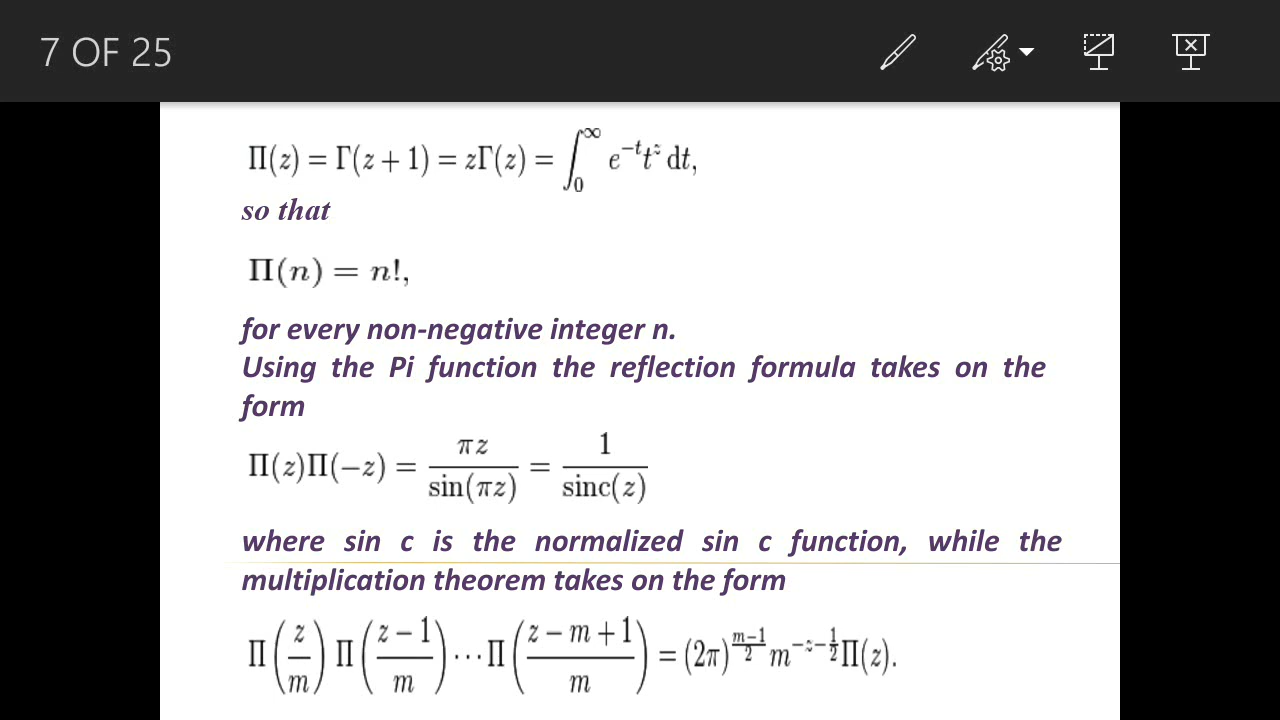 7 OF 25
Π(z) = Γ(z + 1) = zΓ(z) = ∫₀^∞ e^{−t} t^z dt,
so that
Π(n) = n!,
for every non-negative integer n.
Using the Pi function the reflection formula takes on the
form
Π(z)Π(−z) = πz / sin(πz) = 1 / sinc(z)
where sin c is the normalized sin c function, while the
multiplication theorem takes on the form
Π(z/m) Π((z − 1)/m) ⋯ Π((z − m + 1)/m) = (2π)^{(m−1)/2} m^{−z−1/2} Π(z).